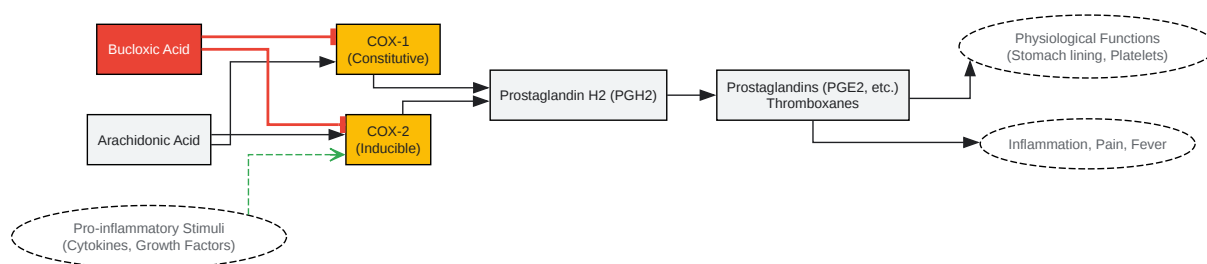 Bucloxic Acid
COX-1
(Constitutive)
Physiological Functions
(Stomach lining, Platelets)
Prostaglandin H2 (PGH2)
Prostaglandins (PGE2, etc.)
Thromboxanes
Arachidonic Acid
COX-2
(Inducible)
Inflammation, Pain, Fever
Pro-inflammatory Stimuli
(Cytokines, Growth Factors)